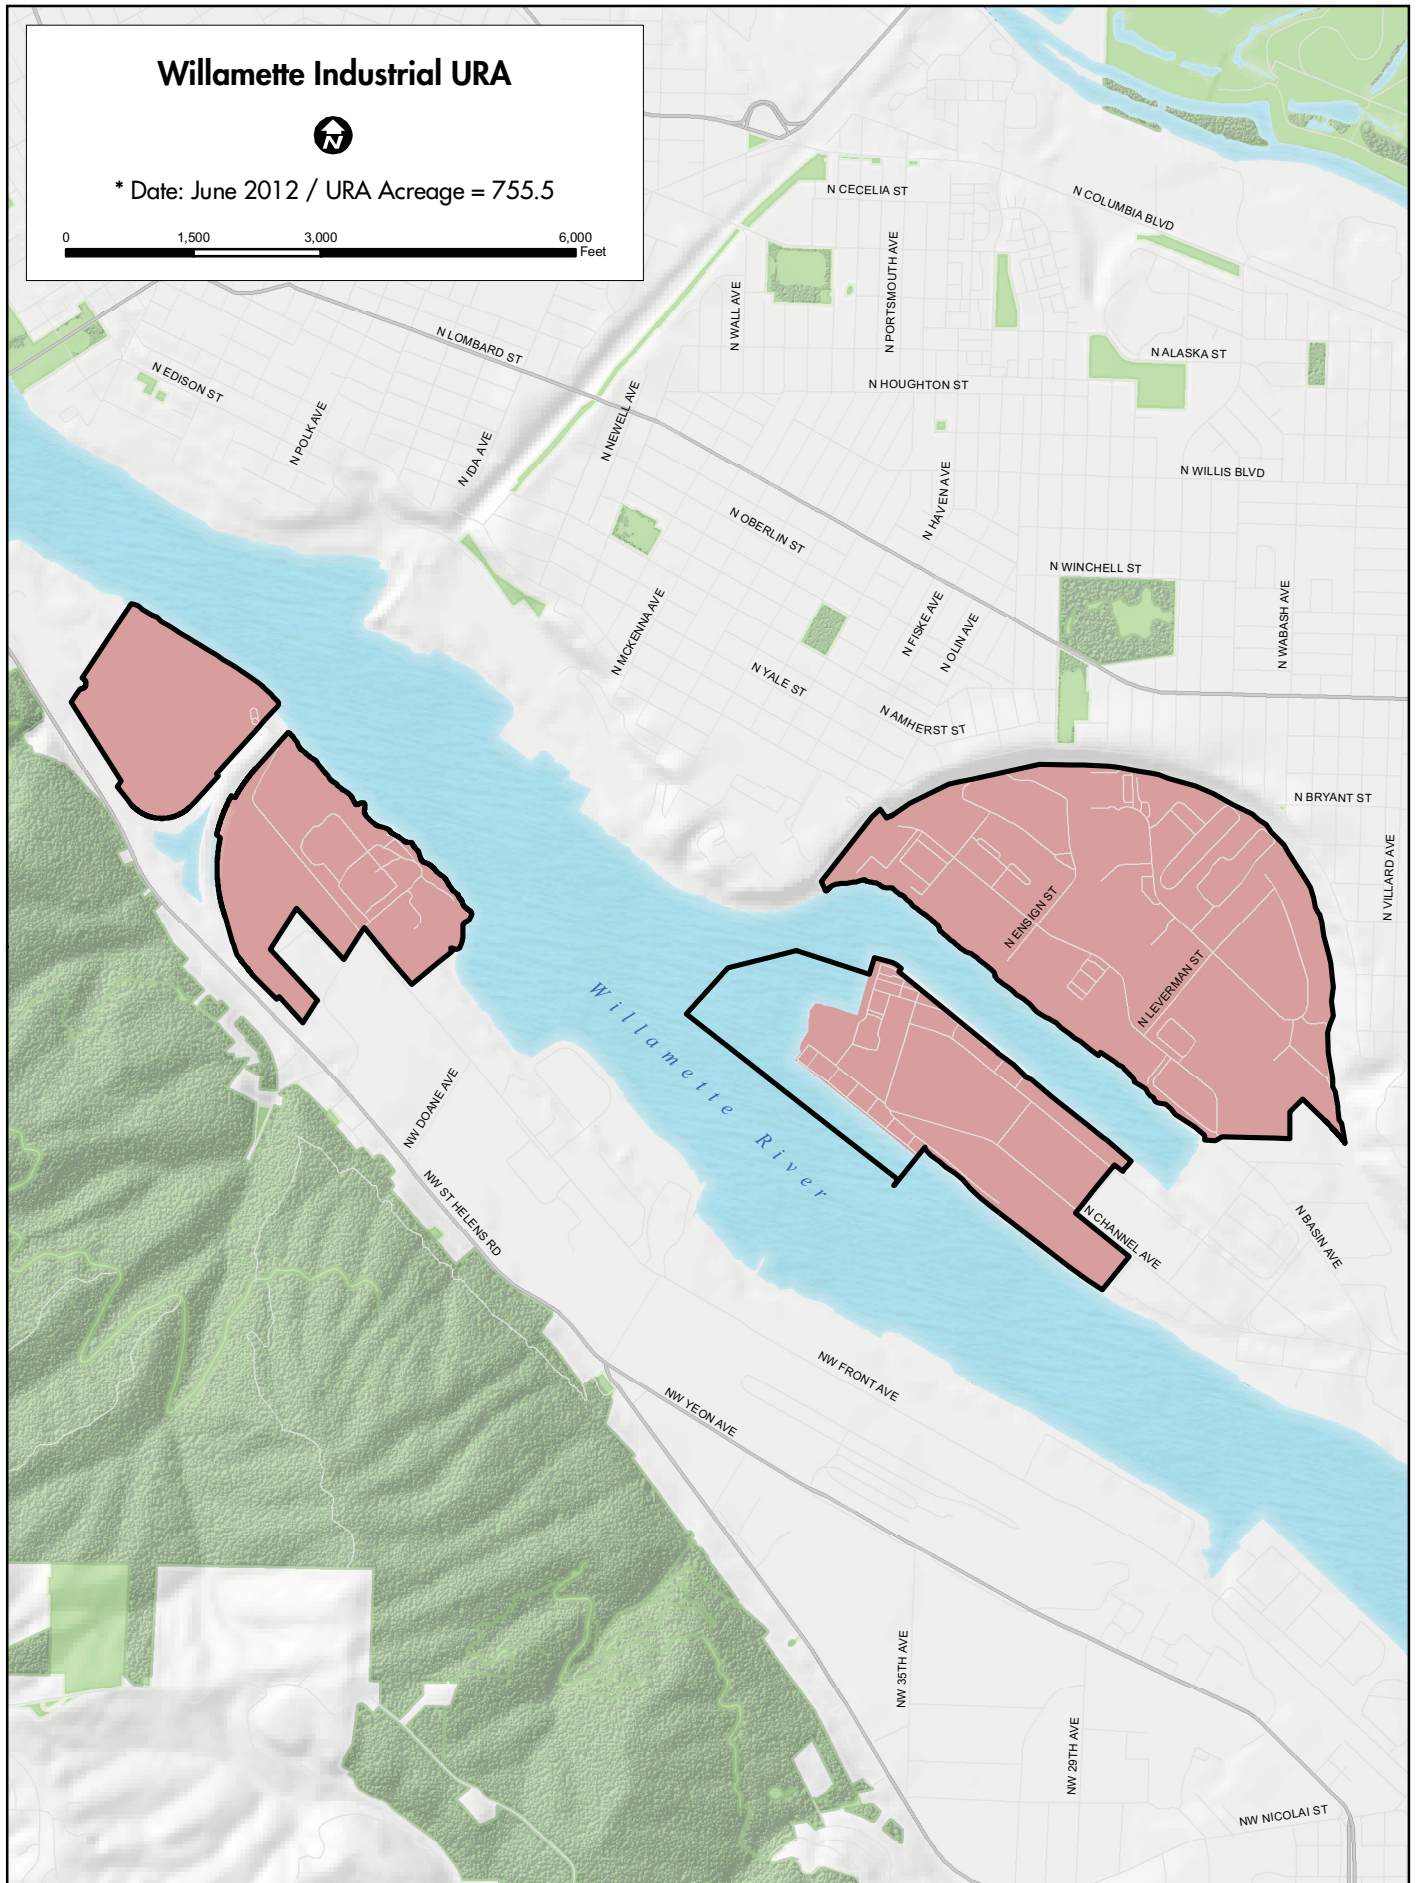 Willamette Industrial URA
N
* Date: June 2012 / URA Acreage = 755.5
0 1,500 3,000 6,000
Feet
N CECELIA ST
N COLUMBIA BLVD
N PORTSMOUTH AVE
N WALL AVE
N LOMBARD ST
N ALASKA ST
N EDISON ST
N HOUGHTON ST
N NEWELL AVE
N POLK AVE
N IDA AVE
N WILLIS BLVD
N HAVEN AVE
N OBERLIN ST
N WINCHELL ST
N WABASH AVE
N MCKENNA AVE
N FISKE AVE
N OLIN AVE
N YALE ST
N AMHERST ST
N BRYANT ST
N VILLARD AVE
N ENSIGN ST
N LEVERMAN ST
Willamette River
NW DOANE AVE
NW ST HELENS RD
N CHANNEL AVE
N BASIN AVE
NW FRONT AVE
NW YEON AVE
NW 35TH AVE
NW 29TH AVE
NW NICOLAI ST